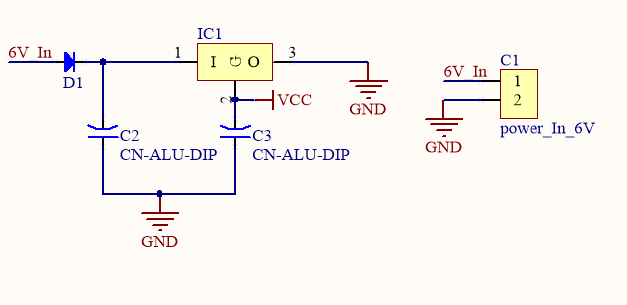 IC1
6V_In
1
I G O
3
D1
2
VCC
GND
C2
CN-ALU-DIP
C3
CN-ALU-DIP
GND
C1
6V_In
1
2
GND
power_In_6V